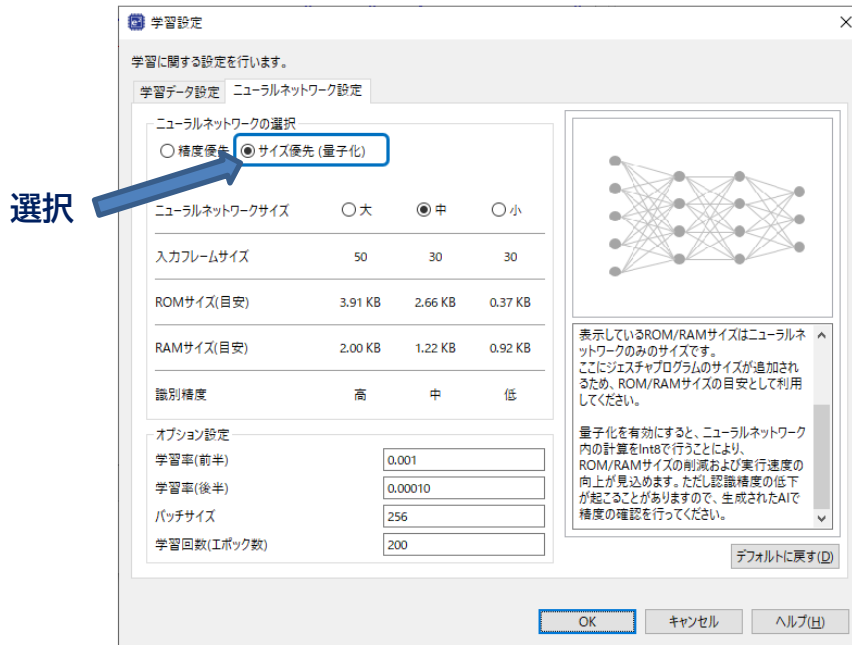 学習設定
学習に関する設定を行います。
学習データ設定 ニューラルネットワーク設定
ニューラルネットワークの選択
精度優先 サイズ優先 (量子化)
選択
ニューラルネットワークサイズ 大 中 小
入力フレームサイズ 50 30 30
ROMサイズ(目安) 3.91 KB 2.66 KB 0.37 KB
RAMサイズ(目安) 2.00 KB 1.22 KB 0.92 KB
識別精度 高 中 低
オプション設定
学習率(前半) 0.001
学習率(後半) 0.00010
バッチサイズ 256
学習回数(エポック数) 200
表示しているROM/RAMサイズはニューラルネ
ットワークのみのサイズです。
ここにジェスチャプログラムのサイズが追加され
るため、ROM/RAMサイズの目安として利用
してください。
量子化を有効にすると、ニューラルネットワーク
内の計算をInt8で行うことにより、
ROM/RAMサイズの削減および実行速度の
向上が見込めます。ただし認識精度の低下
が起こることがありますので、生成されたAIで
精度の確認を行ってください。
デフォルトに戻す(D)
OK キャンセル ヘルプ(H)